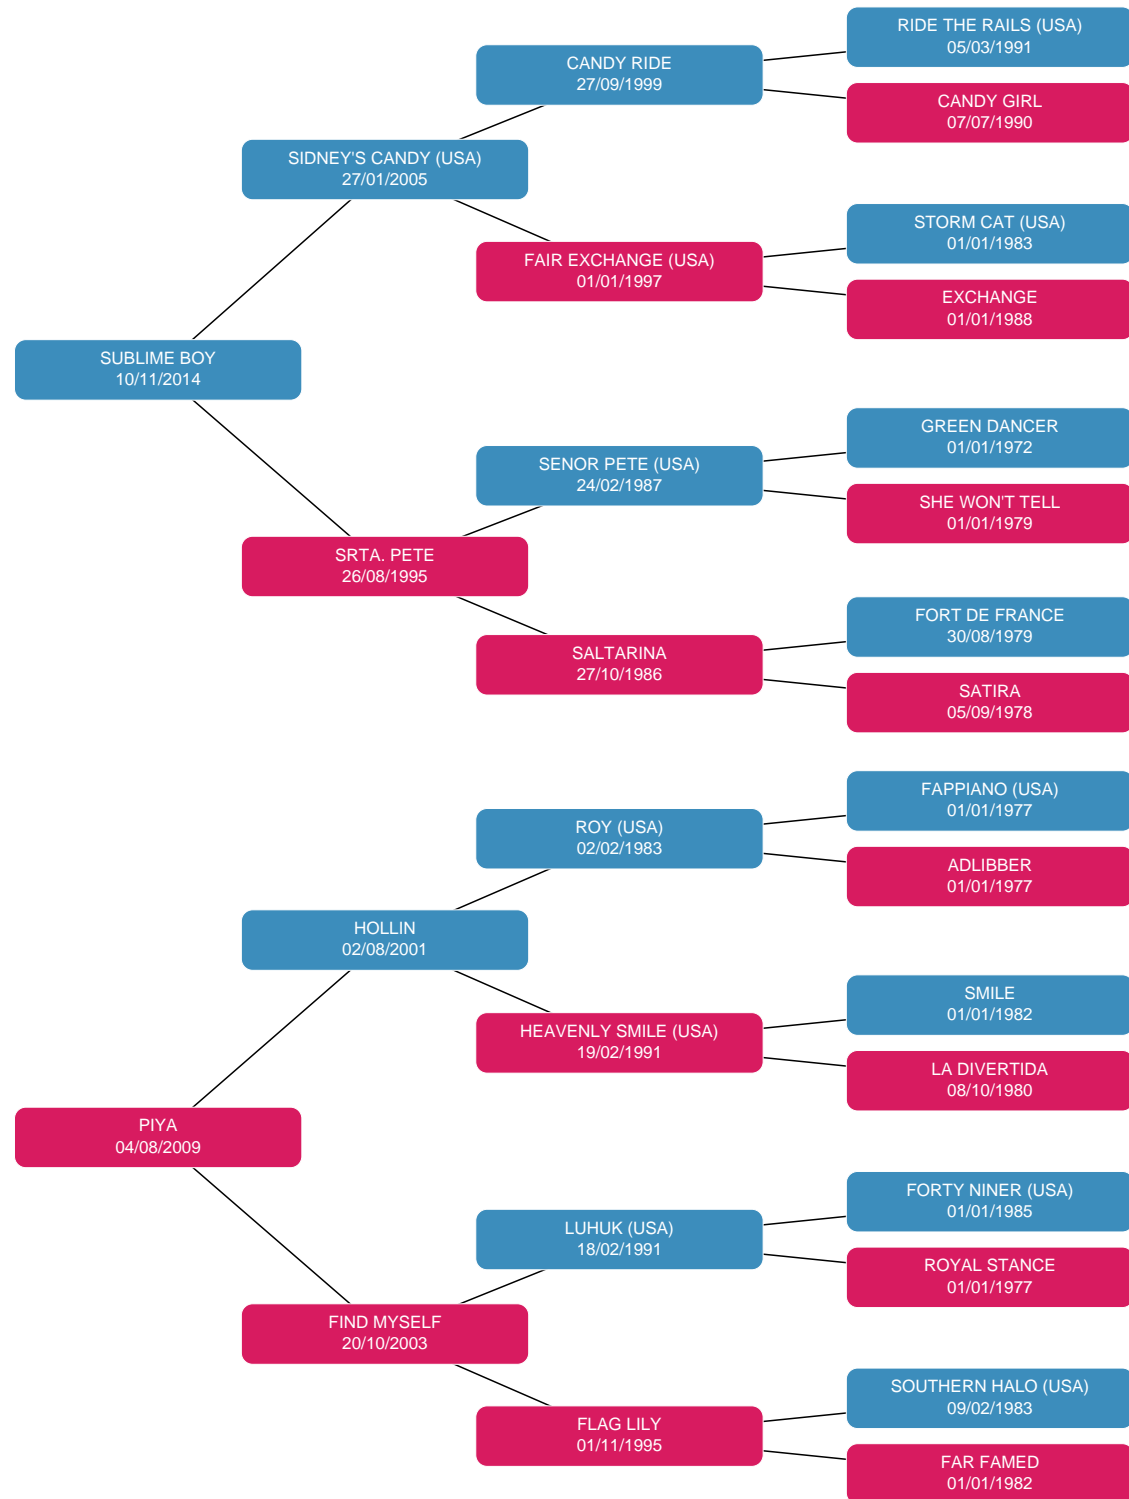 RIDE THE RAILS (USA)
05/03/1991
CANDY RIDE
27/09/1999
CANDY GIRL
07/07/1990
SIDNEY'S CANDY (USA)
27/01/2005
STORM CAT (USA)
01/01/1983
FAIR EXCHANGE (USA)
01/01/1997
EXCHANGE
01/01/1988
SUBLIME BOY
10/11/2014
GREEN DANCER
01/01/1972
SENOR PETE (USA)
24/02/1987
SHE WON'T TELL
01/01/1979
SRTA. PETE
26/08/1995
FORT DE FRANCE
30/08/1979
SALTARINA
27/10/1986
SATIRA
05/09/1978
FAPPIANO (USA)
01/01/1977
ROY (USA)
02/02/1983
ADLIBBER
01/01/1977
HOLLIN
02/08/2001
SMILE
01/01/1982
HEAVENLY SMILE (USA)
19/02/1991
LA DIVERTIDA
08/10/1980
PIYA
04/08/2009
FORTY NINER (USA)
01/01/1985
LUHUK (USA)
18/02/1991
ROYAL STANCE
01/01/1977
FIND MYSELF
20/10/2003
SOUTHERN HALO (USA)
09/02/1983
FLAG LILY
01/11/1995
FAR FAMED
01/01/1982